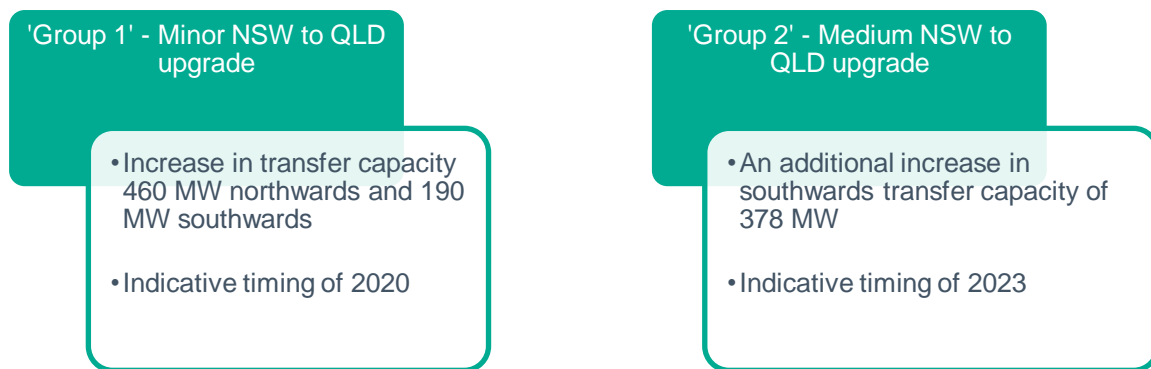 'Group 1' - Minor NSW to QLD
upgrade
•Increase in transfer capacity
460 MW northwards and 190
MW southwards
•Indicative timing of 2020
'Group 2' - Medium NSW to
QLD upgrade
•An additional increase in
southwards transfer capacity of
378 MW
•Indicative timing of 2023